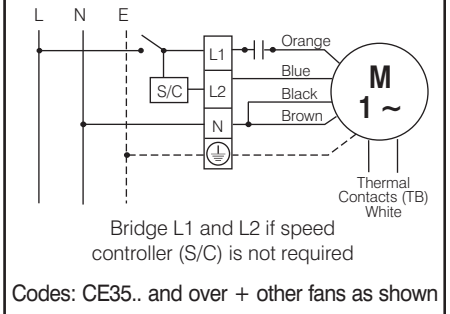 L N E
L1
Orange
Blue
S/C
L2
Black
Brown
N
M
1 ~
Thermal
Contacts (TB)
White
Bridge L1 and L2 if speed
controller (S/C) is not required
Codes: CE35.. and over + other fans as shown